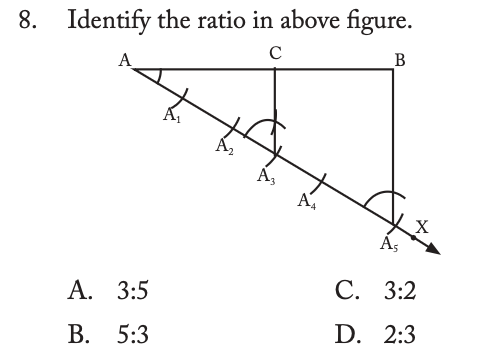 8. Identify the ratio in above figure.
A C B
A₁
A₂
A₃
A₄
X
A₅
A. 3:5 C. 3:2
B. 5:3 D. 2:3